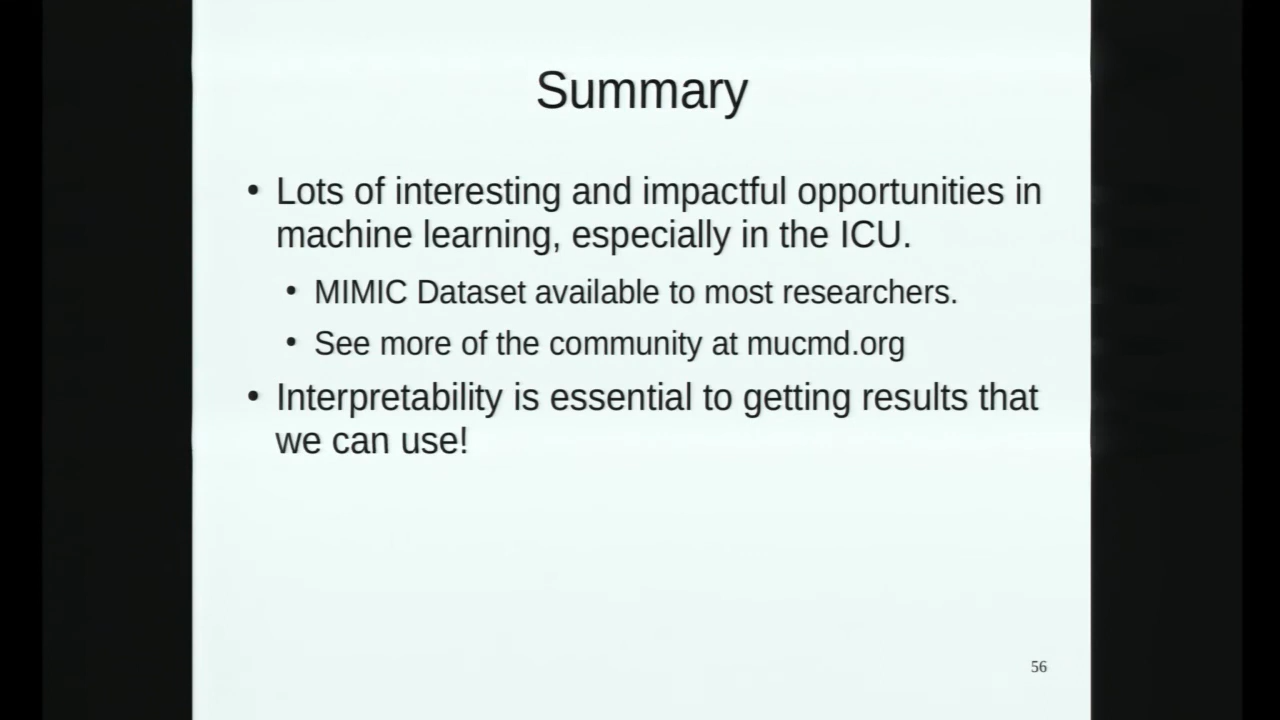 Summary
• Lots of interesting and impactful opportunities in
machine learning, especially in the ICU.
• MIMIC Dataset available to most researchers.
• See more of the community at mucmd.org
• Interpretability is essential to getting results that
we can use!
56